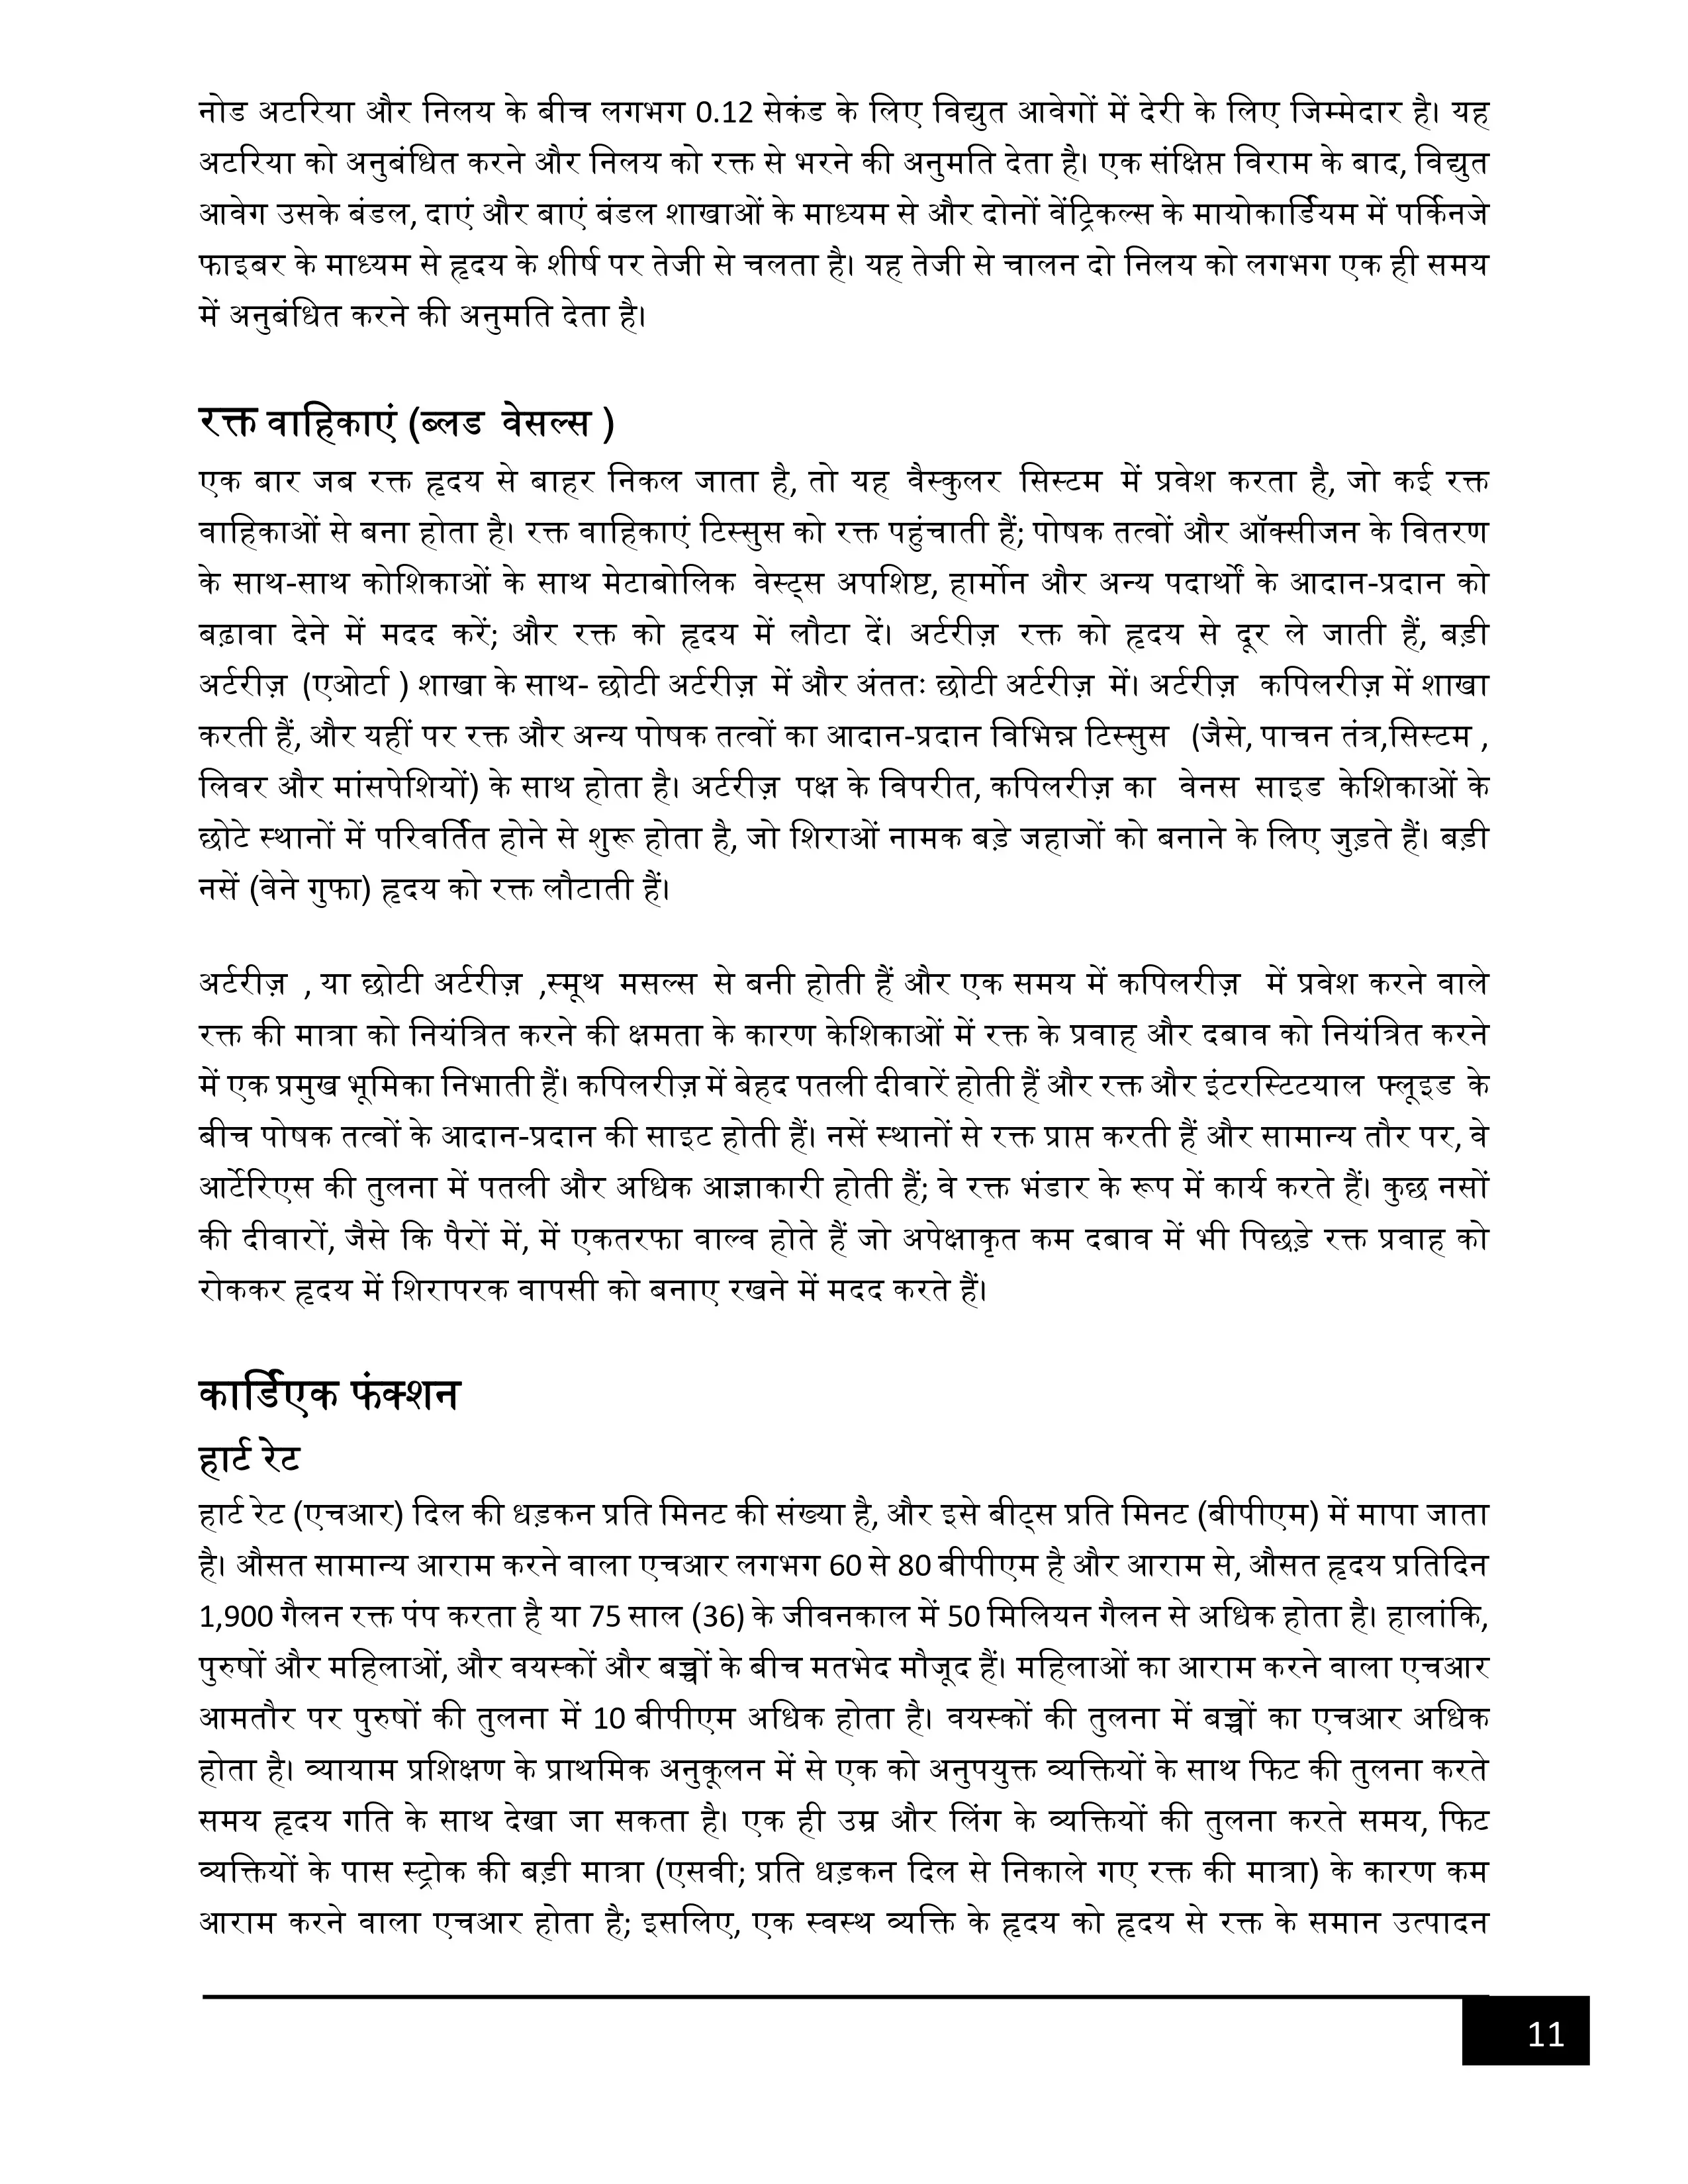 नोड अटरिया और निलय के बीच लगभग 0.12 सेकंड के लिए विद्युत आवेगों में देरी के लिए जिम्मेदार है। यह
अटरिया को अनुबंधित करने और निलय को रक्त से भरने की अनुमति देता है। एक संक्षिप्त विराम के बाद, विद्युत
आवेग उसके बंडल, दाएं और बाएं बंडल शाखाओं के माध्यम से और दोनों वेंट्रिकल्स के मायोकार्डियम में पर्किनजे
फाइबर के माध्यम से हृदय के शीर्ष पर तेजी से चलता है। यह तेजी से चालन दो निलय को लगभग एक ही समय
में अनुबंधित करने की अनुमति देता है।
रक्त वाहिकाएं (ब्लड वेसल्स )
एक बार जब रक्त हृदय से बाहर निकल जाता है, तो यह वैस्कुलर सिस्टम में प्रवेश करता है, जो कई रक्त
वाहिकाओं से बना होता है। रक्त वाहिकाएं टिस्सुस को रक्त पहुंचाती हैं; पोषक तत्वों और ऑक्सीजन के वितरण
के साथ-साथ कोशिकाओं के साथ मेटाबोलिक वेस्ट्स अपशिष्ट, हार्मोन और अन्य पदार्थों के आदान-प्रदान को
बढ़ावा देने में मदद करें; और रक्त को हृदय में लौटा दें। अर्टरीज़ रक्त को हृदय से दूर ले जाती हैं, बड़ी
अर्टरीज़ (एओर्टा ) शाखा के साथ- छोटी अर्टरीज़ में और अंततः छोटी अर्टरीज़ में। अर्टरीज़ कपिलरीज़ में शाखा
करती हैं, और यहीं पर रक्त और अन्य पोषक तत्वों का आदान-प्रदान विभिन्न टिस्सुस (जैसे, पाचन तंत्र,सिस्टम ,
लिवर और मांसपेशियों) के साथ होता है। अर्टरीज़ पक्ष के विपरीत, कपिलरीज़ का वेनस साइड केशिकाओं के
छोटे स्थानों में परिवर्तित होने से शुरू होता है, जो शिराओं नामक बड़े जहाजों को बनाने के लिए जुड़ते हैं। बड़ी
नसें (वेने गुफा) हृदय को रक्त लौटाती हैं।
अर्टरीज़ , या छोटी अर्टरीज़ ,स्मूथ मसल्स से बनी होती हैं और एक समय में कपिलरीज़ में प्रवेश करने वाले
रक्त की मात्रा को नियंत्रित करने की क्षमता के कारण केशिकाओं में रक्त के प्रवाह और दबाव को नियंत्रित करने
में एक प्रमुख भूमिका निभाती हैं। कपिलरीज़ में बेहद पतली दीवारें होती हैं और रक्त और इंटरस्टिटयाल फ्लूइड के
बीच पोषक तत्वों के आदान-प्रदान की साइट होती हैं। नसें स्थानों से रक्त प्राप्त करती हैं और सामान्य तौर पर, वे
आर्टेरिएस की तुलना में पतली और अधिक आज्ञाकारी होती हैं; वे रक्त भंडार के रूप में कार्य करते हैं। कुछ नसों
की दीवारों, जैसे कि पैरों में, में एकतरफा वाल्व होते हैं जो अपेक्षाकृत कम दबाव में भी पिछड़े रक्त प्रवाह को
रोककर हृदय में शिरापरक वापसी को बनाए रखने में मदद करते हैं।
कार्डिएक फंक्शन
हार्ट रेट
हार्ट रेट (एचआर) दिल की धड़कन प्रति मिनट की संख्या है, और इसे बीट्स प्रति मिनट (बीपीएम) में मापा जाता
है। औसत सामान्य आराम करने वाला एचआर लगभग 60 से 80 बीपीएम है और आराम से, औसत हृदय प्रतिदिन
1,900 गैलन रक्त पंप करता है या 75 साल (36) के जीवनकाल में 50 मिलियन गैलन से अधिक होता है। हालांकि,
पुरुषों और महिलाओं, और वयस्कों और बच्चों के बीच मतभेद मौजूद हैं। महिलाओं का आराम करने वाला एचआर
आमतौर पर पुरुषों की तुलना में 10 बीपीएम अधिक होता है। वयस्कों की तुलना में बच्चों का एचआर अधिक
होता है। व्यायाम प्रशिक्षण के प्राथमिक अनुकूलन में से एक को अनुपयुक्त व्यक्तियों के साथ फिट की तुलना करते
समय हृदय गति के साथ देखा जा सकता है। एक ही उम्र और लिंग के व्यक्तियों की तुलना करते समय, फिट
व्यक्तियों के पास स्ट्रोक की बड़ी मात्रा (एसवी; प्रति धड़कन दिल से निकाले गए रक्त की मात्रा) के कारण कम
आराम करने वाला एचआर होता है; इसलिए, एक स्वस्थ व्यक्ति के हृदय को हृदय से रक्त के समान उत्पादन
11